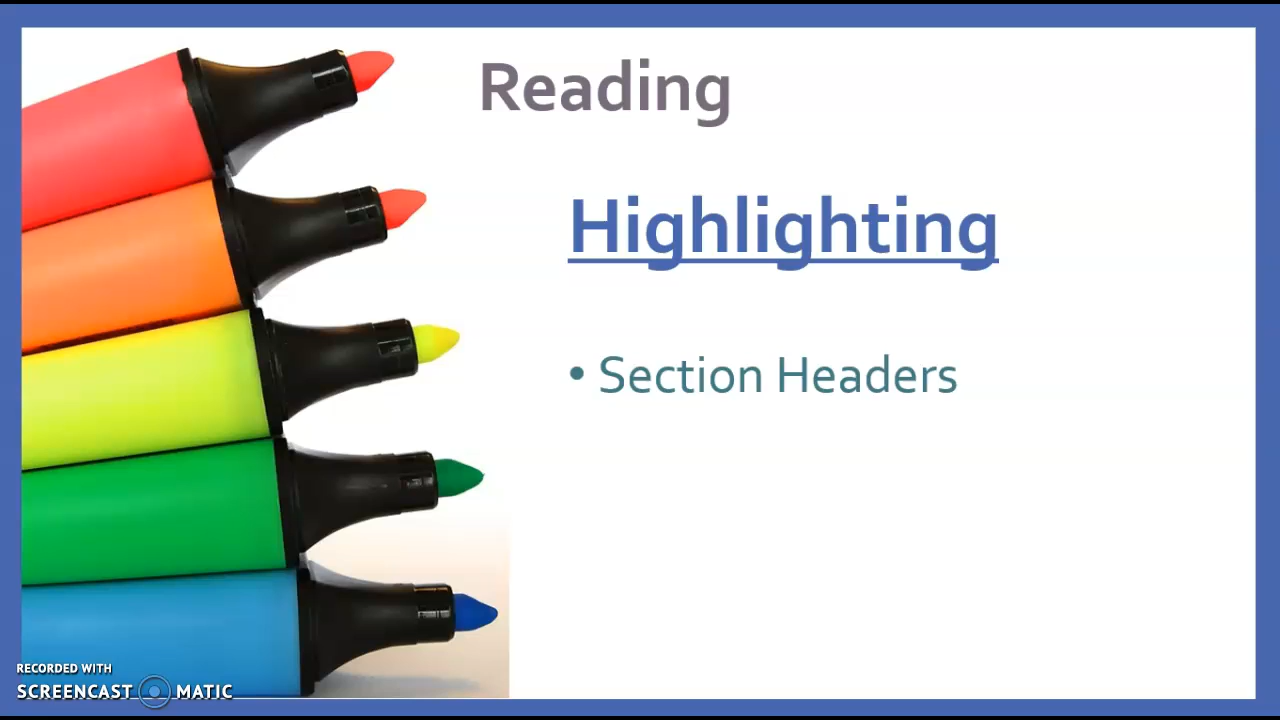 Reading
Highlighting
• Section Headers
RECORDED WITH
SCREENCAST MATIC